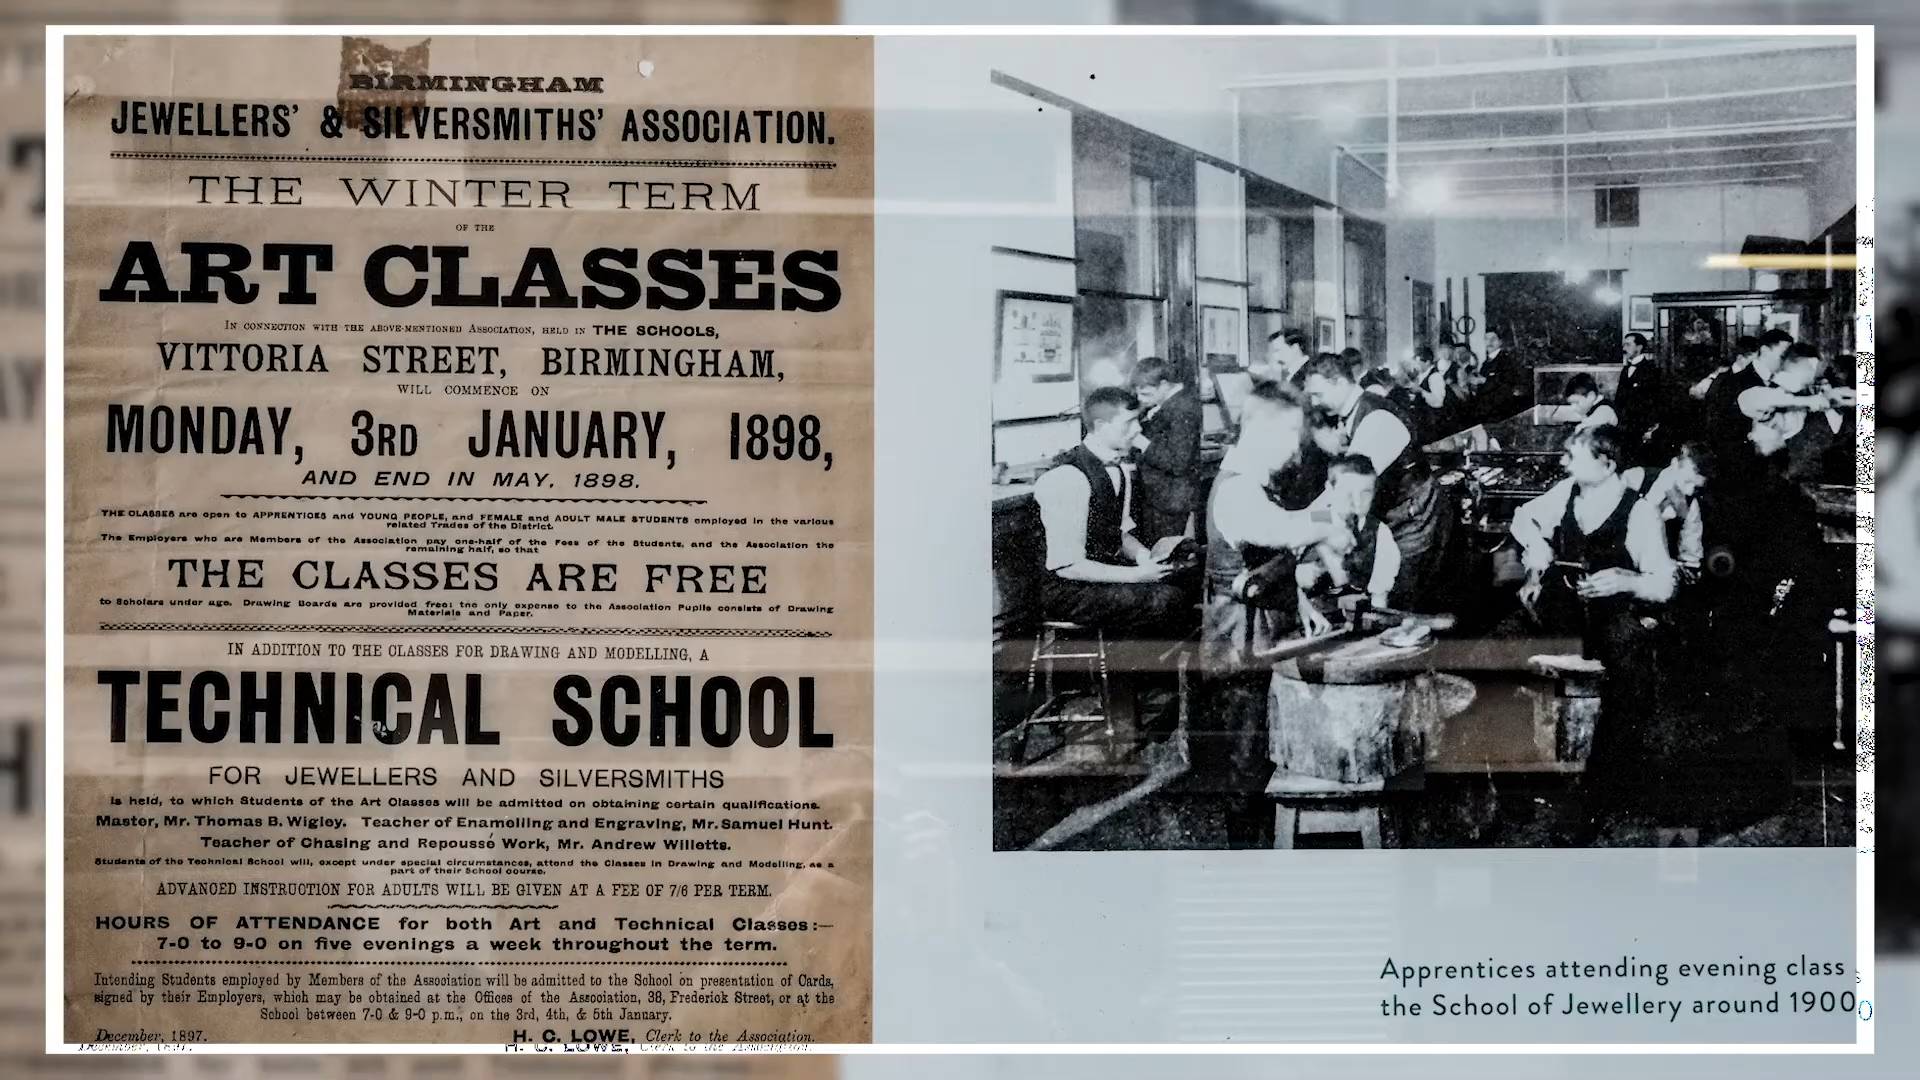 BIRMINGHAM
JEWELLERS' & SILVERSMITHS' ASSOCIATION.
THE WINTER TERM
OF THE
ART CLASSES
IN CONNECTION WITH THE ABOVE-MENTIONED ASSOCIATION, HELD IN THE SCHOOLS,
VITTORIA STREET, BIRMINGHAM,
WILL COMMENCE ON
MONDAY, 3RD JANUARY, 1898,
AND END IN MAY, 1898.
THE CLASSES are open to APPRENTICES and YOUNG PEOPLE, and FEMALE and ADULT MALE STUDENTS employed in the various
related Trades of the District.
The Employers who are Members of the Association pay one-half of the Fees of the Students, and the Association the
remaining half, so that
THE CLASSES ARE FREE
to Scholars under age. Drawing Boards are provided free: the only expense to the Association Pupils consists of Drawing
Materials and Paper.
IN ADDITION TO THE CLASSES FOR DRAWING AND MODELLING, A
TECHNICAL SCHOOL
FOR JEWELLERS AND SILVERSMITHS
is held, to which Students of the Art Classes will be admitted on obtaining certain qualifications.
Master, Mr. Thomas B. Wigley. Teacher of Enamelling and Engraving, Mr. Samuel Hunt.
Teacher of Chasing and Repoussé Work, Mr. Andrew Willetts.
Students of the Technical School will, except under special circumstances, attend the Classes in Drawing and Modelling, as a
part of their School course.
ADVANCED INSTRUCTION FOR ADULTS WILL BE GIVEN AT A FEE OF 7/6 PER TERM.
HOURS OF ATTENDANCE for both Art and Technical Classes:—
7-0 to 9-0 on five evenings a week throughout the term.
Intending Students employed by Members of the Association will be admitted to the School on presentation of Cards,
signed by their Employers, which may be obtained at the Offices of the Association, 38, Frederick Street, or at the
School between 7-0 & 9-0 p.m., on the 3rd, 4th, & 5th January.
December, 1897. H. C. LOWE, Clerk to the Association.
Apprentices attending evening class
the School of Jewellery around 1900